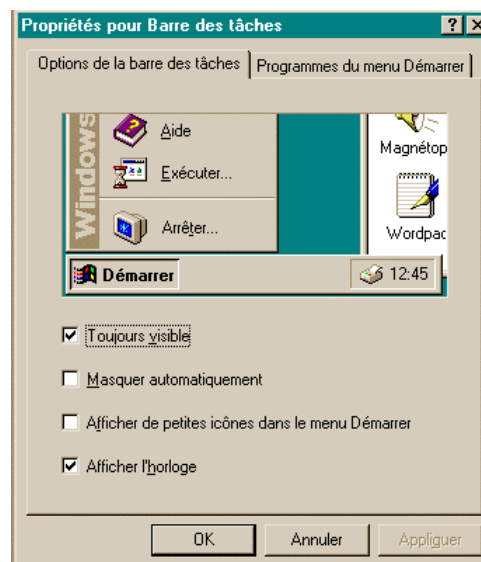 Propriétés pour Barre des tâches
Options de la barre des tâches Programmes du menu Démarrer
Windows
Aide
Exécuter...
Arrêter...
Magnétop
Wordpac
Démarrer 12:45
Toujours visible
Masquer automatiquement
Afficher de petites icônes dans le menu Démarrer
Afficher l'horloge
OK Annuler Appliquer